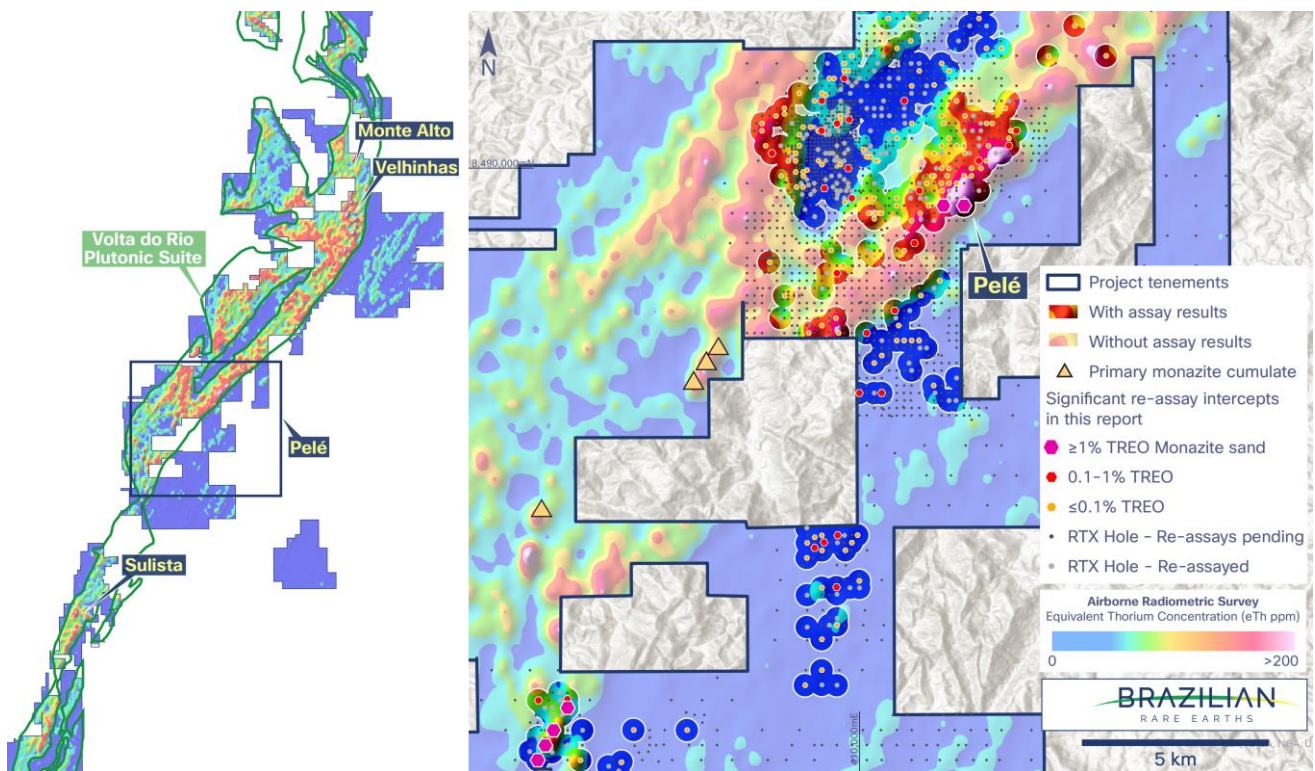 Monte Alto
Velhinhas
Volta do Rio
Plutonic Suite
Pelé
Sulista
N
8,490,000mN
Pelé
Project tenements
With assay results
Without assay results
Primary monazite cumulate
Significant re-assay intercepts
in this report
≥1% TREO Monazite sand
0.1-1% TREO
≤0.1% TREO
RTX Hole - Re-assays pending
RTX Hole - Re-assayed
Airborne Radiometric Survey
Equivalent Thorium Concentration (eTh ppm)
0
>200
BRAZILIAN
RARE EARTHS
5 km